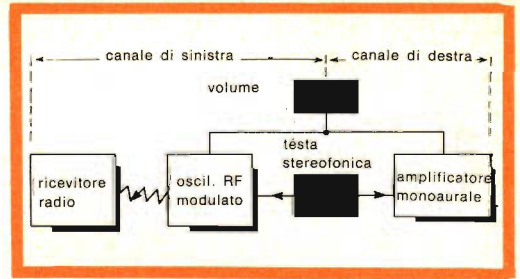 canale di sinistra
canale di destra
volume
testa
stereofonica
ricevitore
radio
oscil. RF
modulato
amplificatore
monoaurale